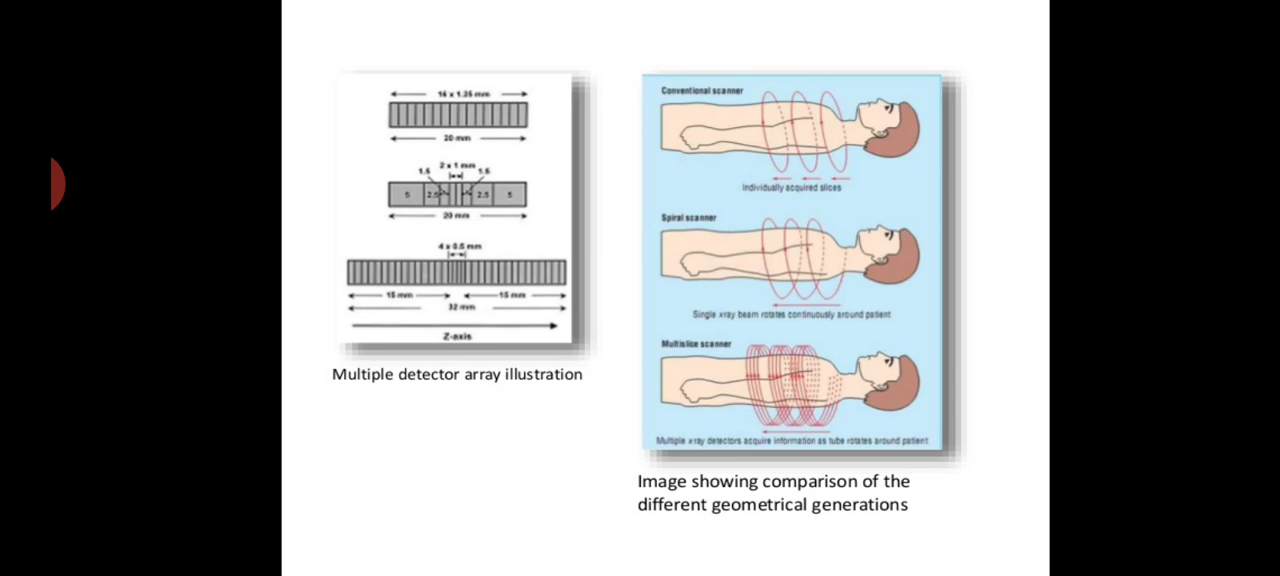 16 x 1.25 mm
20 mm
2 x 1 mm
1.5 1.5
5 2.5 2.5 5
20 mm
4 x 0.5 mm
15 mm 15 mm
32 mm
Z-axis
Multiple detector array illustration
Conventional scanner
Individually acquired slices
Spiral scanner
Single xray beam rotates continuously around patient
Multislice scanner
Multiple xray detectors acquire information as tube rotates around patient
Image showing comparison of the
different geometrical generations